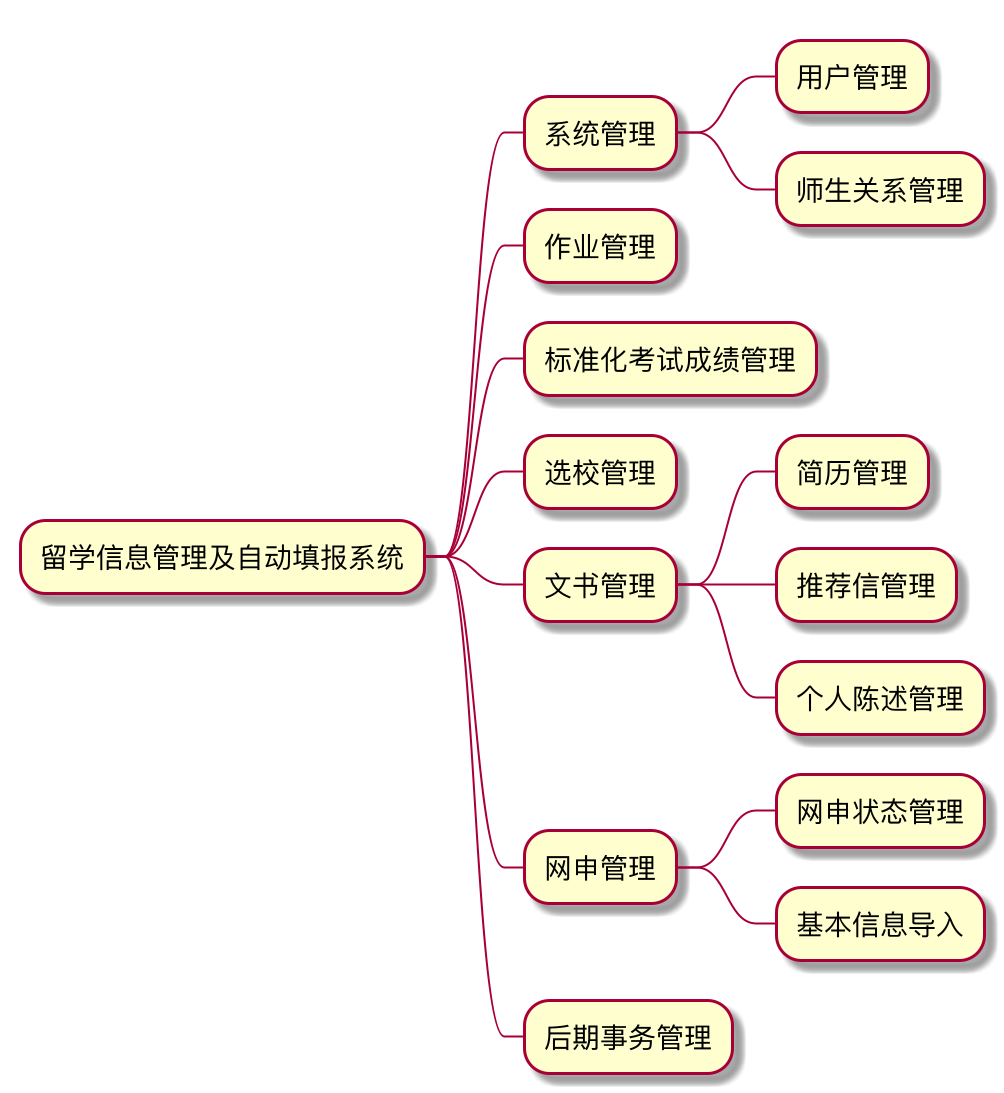 留学信息管理及自动填报系统
系统管理
用户管理
师生关系管理
作业管理
标准化考试成绩管理
选校管理
文书管理
简历管理
推荐信管理
个人陈述管理
网申管理
网申状态管理
基本信息导入
后期事务管理